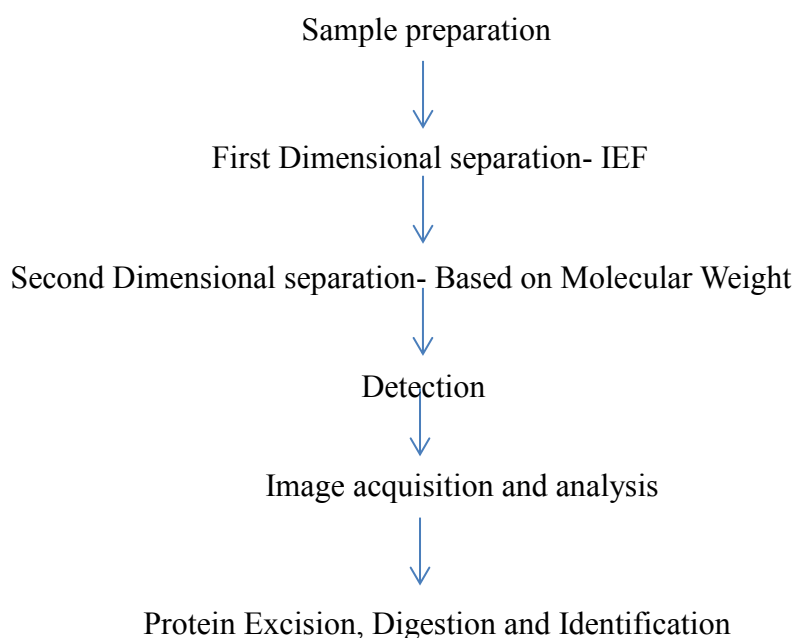 Sample preparation
First Dimensional separation- IEF
Second Dimensional separation- Based on Molecular Weight
Detection
Image acquisition and analysis
Protein Excision, Digestion and Identification